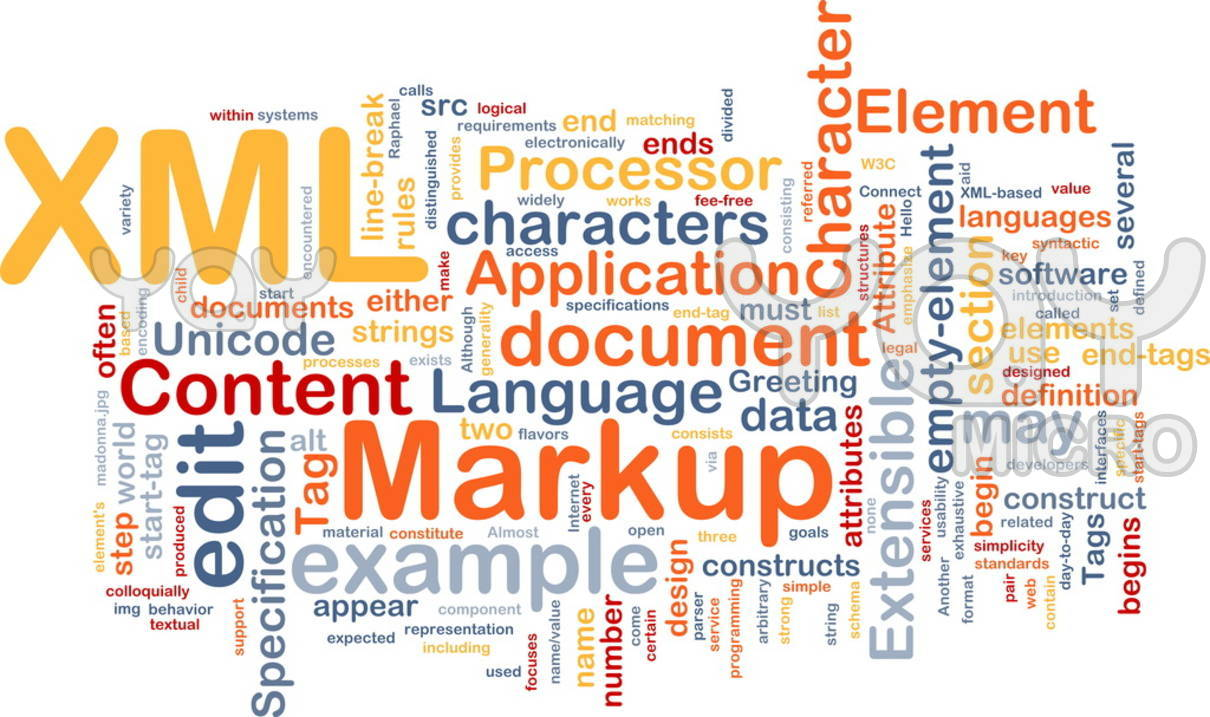 calls
src
logical
within
systems
line-break
Raphael
requirements
end
matching
divided
Character
Element
XML
electronically
ends
distinguished
provides
Processor
W3C
aid
several
variety
encountered
rules
widely
works
fee-free
consisting
referred
Connect
Hello
empty-element
XML-based
value
characters
access
structures
Attribute
languages
syntactic
child
make
Application
emphasize
section
key
software
start
documents
either
specifications
end-tag
must
list
introduction
set
defined
called
often
based
encoding
Unicode
strings
Although
generality
document
legal
elements
processes
exists
use
end-tags
Content
Language
Greeting
designed
definition
madonna.jpg
data
Extensible
may
edit
alt
two
flavors
Markup
consists
attributes
interfaces
specific
start-tags
world
start-tag
Specification
Tag
via
developers
step
Internet
every
none
begin
construct
element's
produced
material
constitute
Almost
open
three
goals
services
usability
exhaustive
related
day-to-day
Tags
begins
example
design
constructs
simplicity
standards
colloquially
simple
Another
format
pair
web
contain
img
behavior
appear
component
textual
support
representation
expected
including
name/value
name
number
come
certain
parser
service
programming
arbitrary
strong
string
schema
used
focuses
YQY
YQY
MICRO